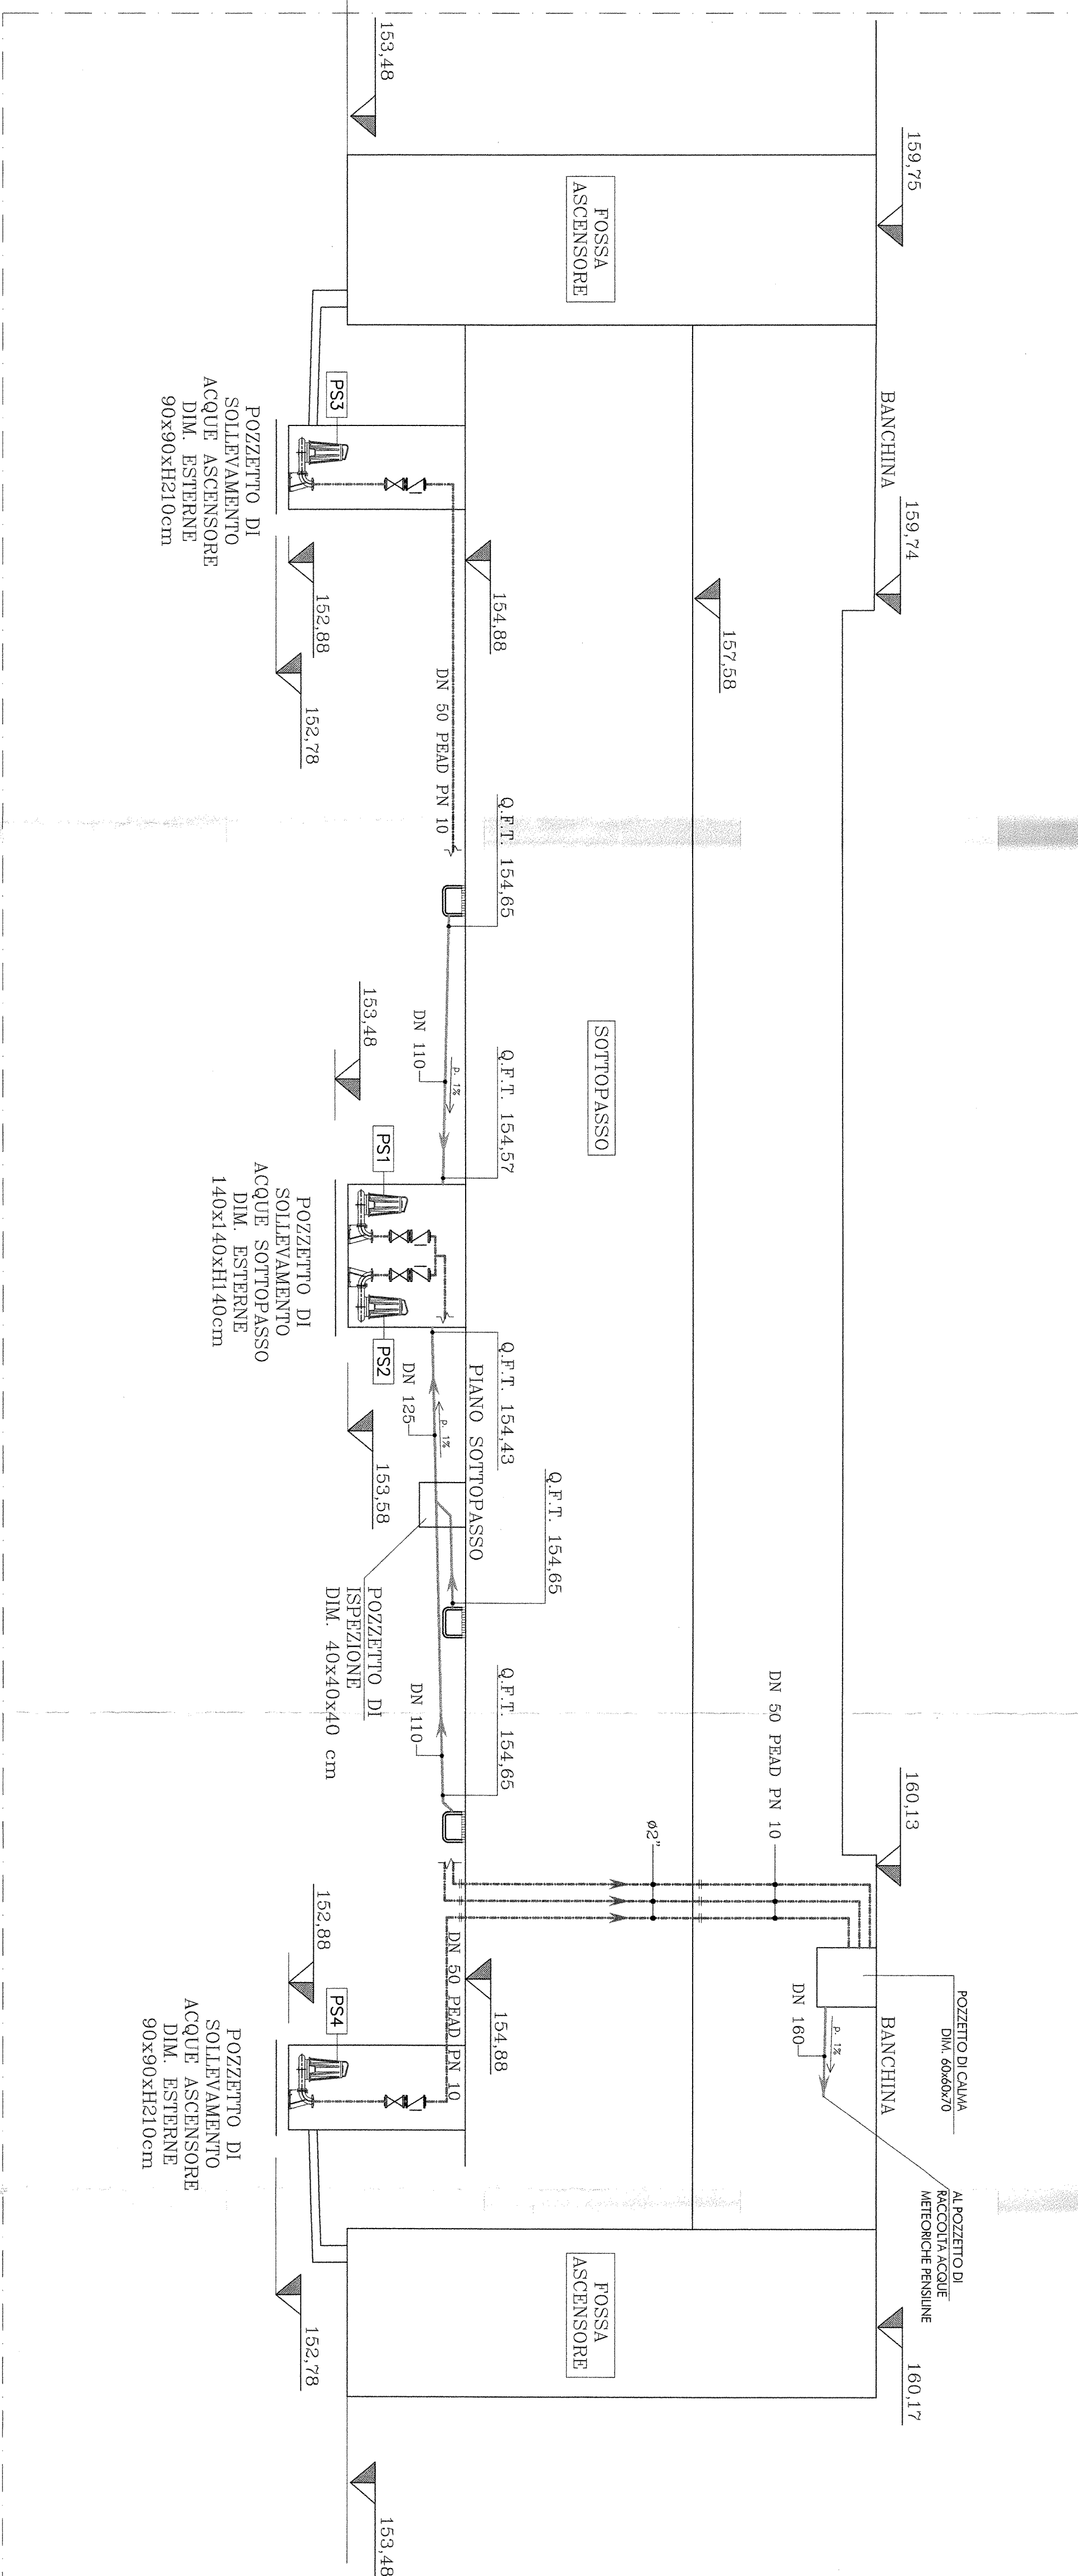 159,75
BANCHINA
159,74
160,13
POZZETTO DI CALMA
DIM. 60x60x70
BANCHINA
AL POZZETTO DI
RACCOLTA ACQUE
METEORICHE PENSILINE
160,17
DN 160
p. 1%
DN 50 PEAD PN 10
157,58
ø2"
FOSSA
ASCENSORE
SOTTOPASSO
FOSSA
ASCENSORE
154,88
Q.F.T. 154,65
Q.F.T. 154,57
Q.F.T. 154,43
Q.F.T. 154,65
Q.F.T. 154,65
154,88
PIANO SOTTOPASSO
DN 50 PEAD PN 10
p. 1%
DN 110
p. 1%
DN 125
DN 110
DN 50 PEAD PN 10
153,48
153,48
PS1
PS2
153,58
POZZETTO DI
ISPEZIONE
DIM. 40x40x40 cm
153,48
PS3
152,88
152,78
152,88
PS4
152,78
POZZETTO DI
SOLLEVAMENTO
ACQUE ASCENSORE
DIM. ESTERNE
90x90xH210cm
POZZETTO DI
SOLLEVAMENTO
ACQUE SOTTOPASSO
DIM. ESTERNE
140x140xH140cm
POZZETTO DI
SOLLEVAMENTO
ACQUE ASCENSORE
DIM. ESTERNE
90x90xH210cm